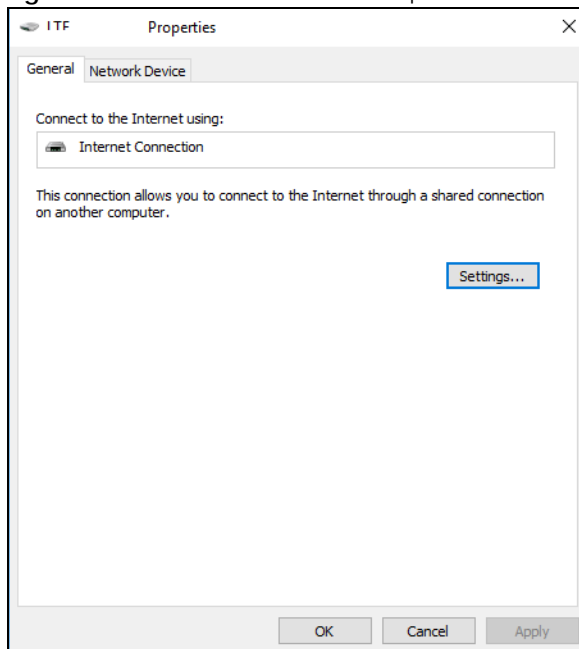 Properties
General Network Device
Connect to the Internet using:
Internet Connection
This connection allows you to connect to the Internet through a shared connection
on another computer.
Settings...
OK Cancel Apply